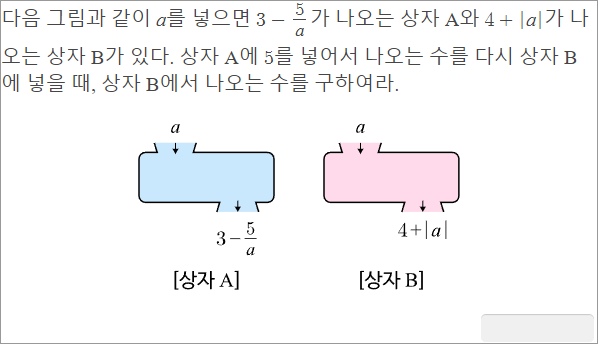 다음 그림과 같이 a를 넣으면 3 − 5/a 가 나오는 상자 A와 4 + |a|가 나
오는 상자 B가 있다. 상자 A에 5를 넣어서 나오는 수를 다시 상자 B
에 넣을 때, 상자 B에서 나오는 수를 구하여라.
a a
3 − 5/a 4+|a|
[상자 A] [상자 B]